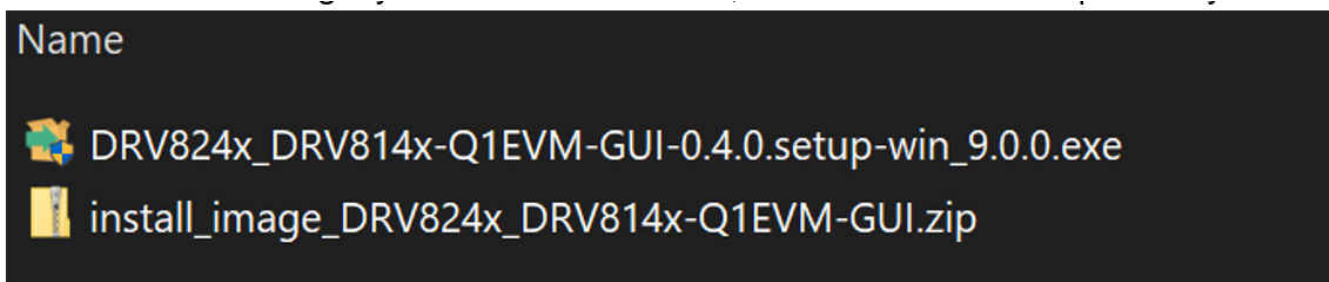 Name
DRV824x_DRV814x-Q1EVM-GUI-0.4.0.setup-win_9.0.0.exe
install_image_DRV824x_DRV814x-Q1EVM-GUI.zip